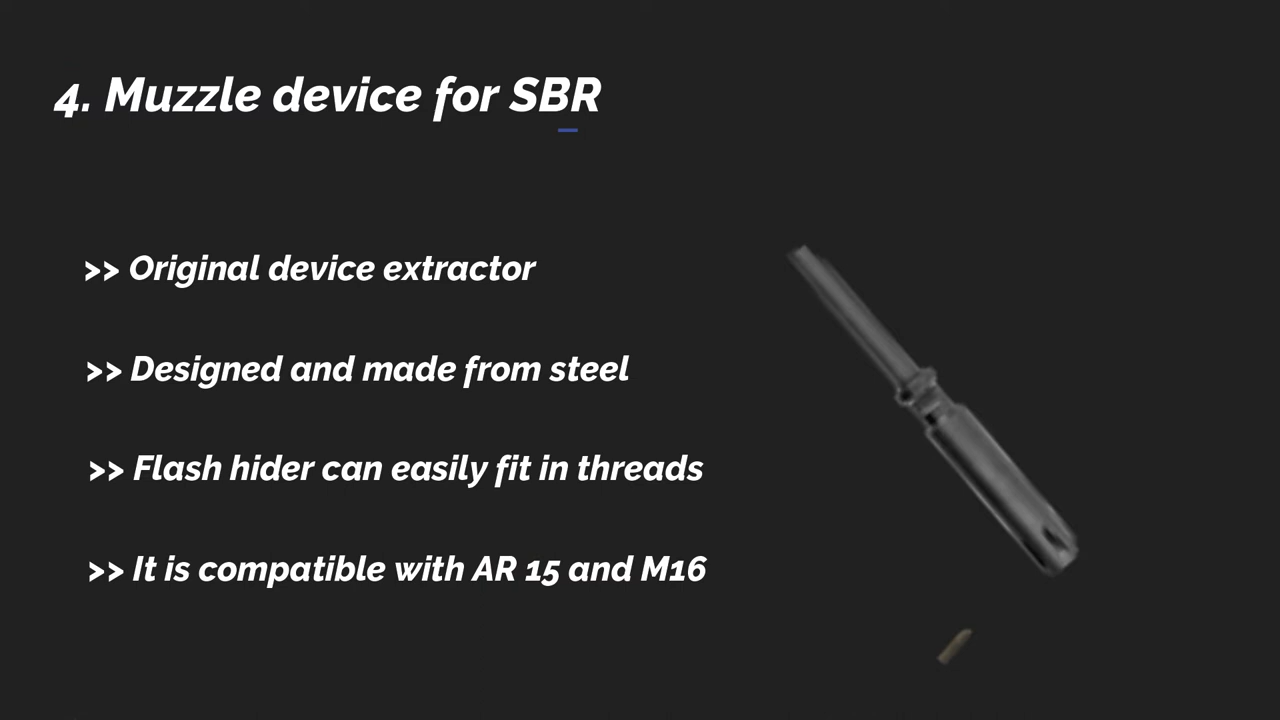 4. Muzzle device for SBR
>> Original device extractor
>> Designed and made from steel
>> Flash hider can easily fit in threads
>> It is compatible with AR 15 and M16